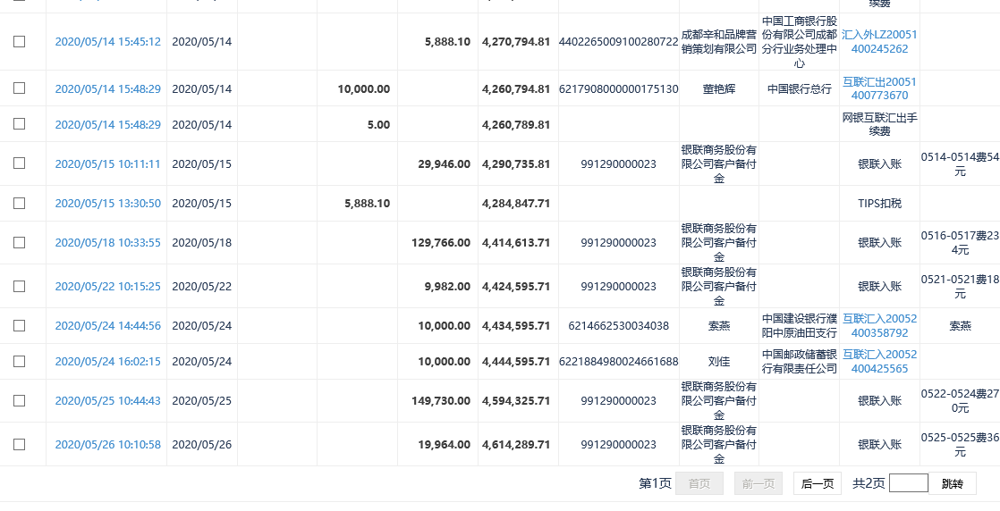 续费
2020/05/14 15:45:12 2020/05/14 5,888.10 4,270,794.81 4402265009100280722 成都辛和品牌营销策划有限公司 中国工商银行股份有限公司成都分行业务处理中心 汇入外LZ20051400245262
2020/05/14 15:48:29 2020/05/14 10,000.00 4,260,794.81 6217908000000175130 董艳辉 中国银行总行 互联汇出20051400773670
2020/05/14 15:48:29 2020/05/14 5.00 4,260,789.81 网银互联汇出手续费
2020/05/15 10:11:11 2020/05/15 29,946.00 4,290,735.81 991290000023 银联商务股份有限公司客户备付金 银联入账 0514-0514费54元
2020/05/15 13:30:50 2020/05/15 5,888.10 4,284,847.71 TIPS扣税
2020/05/18 10:33:55 2020/05/18 129,766.00 4,414,613.71 991290000023 银联商务股份有限公司客户备付金 银联入账 0516-0517费234元
2020/05/22 10:15:25 2020/05/22 9,982.00 4,424,595.71 991290000023 银联商务股份有限公司客户备付金 银联入账 0521-0521费18元
2020/05/24 14:44:56 2020/05/24 10,000.00 4,434,595.71 6214662530034038 索燕 中国建设银行濮阳中原油田支行 互联汇入20052400358792 索燕
2020/05/24 16:02:15 2020/05/24 10,000.00 4,444,595.71 6221884980024661688 刘佳 中国邮政储蓄银行有限责任公司 互联汇入20052400425565
2020/05/25 10:44:43 2020/05/25 149,730.00 4,594,325.71 991290000023 银联商务股份有限公司客户备付金 银联入账 0522-0524费270元
2020/05/26 10:10:58 2020/05/26 19,964.00 4,614,289.71 991290000023 银联商务股份有限公司客户备付金 银联入账 0525-0525费36元
第1页 首页 前一页 后一页 共2页 跳转